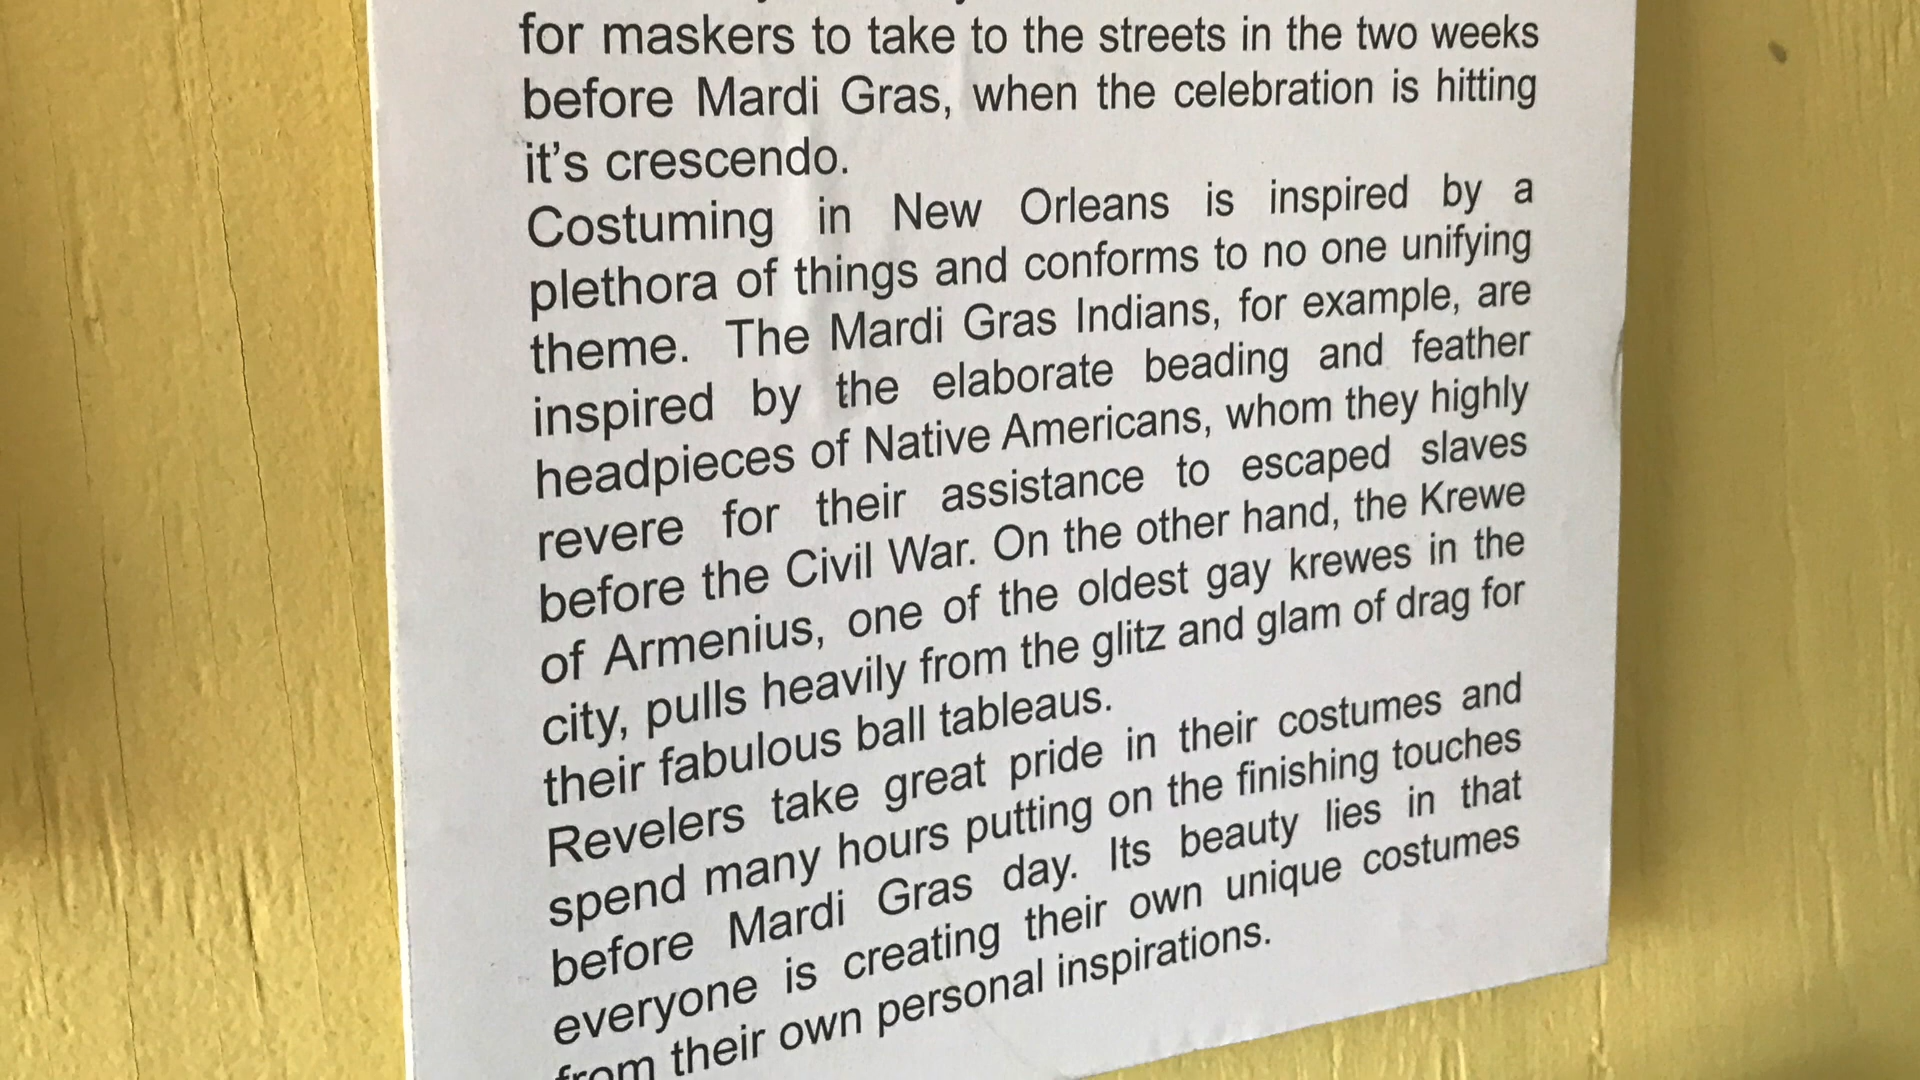 for maskers to take to the streets in the two weeks
before Mardi Gras, when the celebration is hitting
it's crescendo.
Costuming in New Orleans is inspired by a
plethora of things and conforms to no one unifying
theme. The Mardi Gras Indians, for example, are
inspired by the elaborate beading and feather
headpieces of Native Americans, whom they highly
revere for their assistance to escaped slaves
before the Civil War. On the other hand, the Krewe
of Armenius, one of the oldest gay krewes in the
city, pulls heavily from the glitz and glam of drag for
their fabulous ball tableaus.
Revelers take great pride in their costumes and
spend many hours putting on the finishing touches
before Mardi Gras day. Its beauty lies in that
everyone is creating their own unique costumes
from their own personal inspirations.